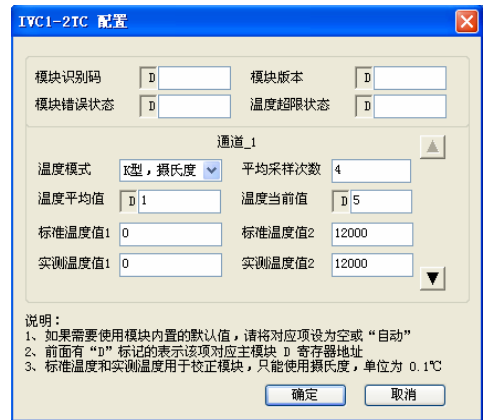 IVC1-2TC 配置
模块识别码 D 模块版本 D
模块错误状态 D 温度超限状态 D
通道_1
温度模式 K型，摄氏度 平均采样次数 4
温度平均值 D 1 温度当前值 D 5
标准温度值1 0 标准温度值2 12000
实测温度值1 0 实测温度值2 12000
说明：
1、如果需要使用模块内置的默认值，请将对应项设为空或“自动”
2、前面有“D”标记的表示该项对应主模块 D 寄存器地址
3、标准温度和实测温度用于校正模块，只能使用摄氏度，单位为 0.1℃
确定 取消